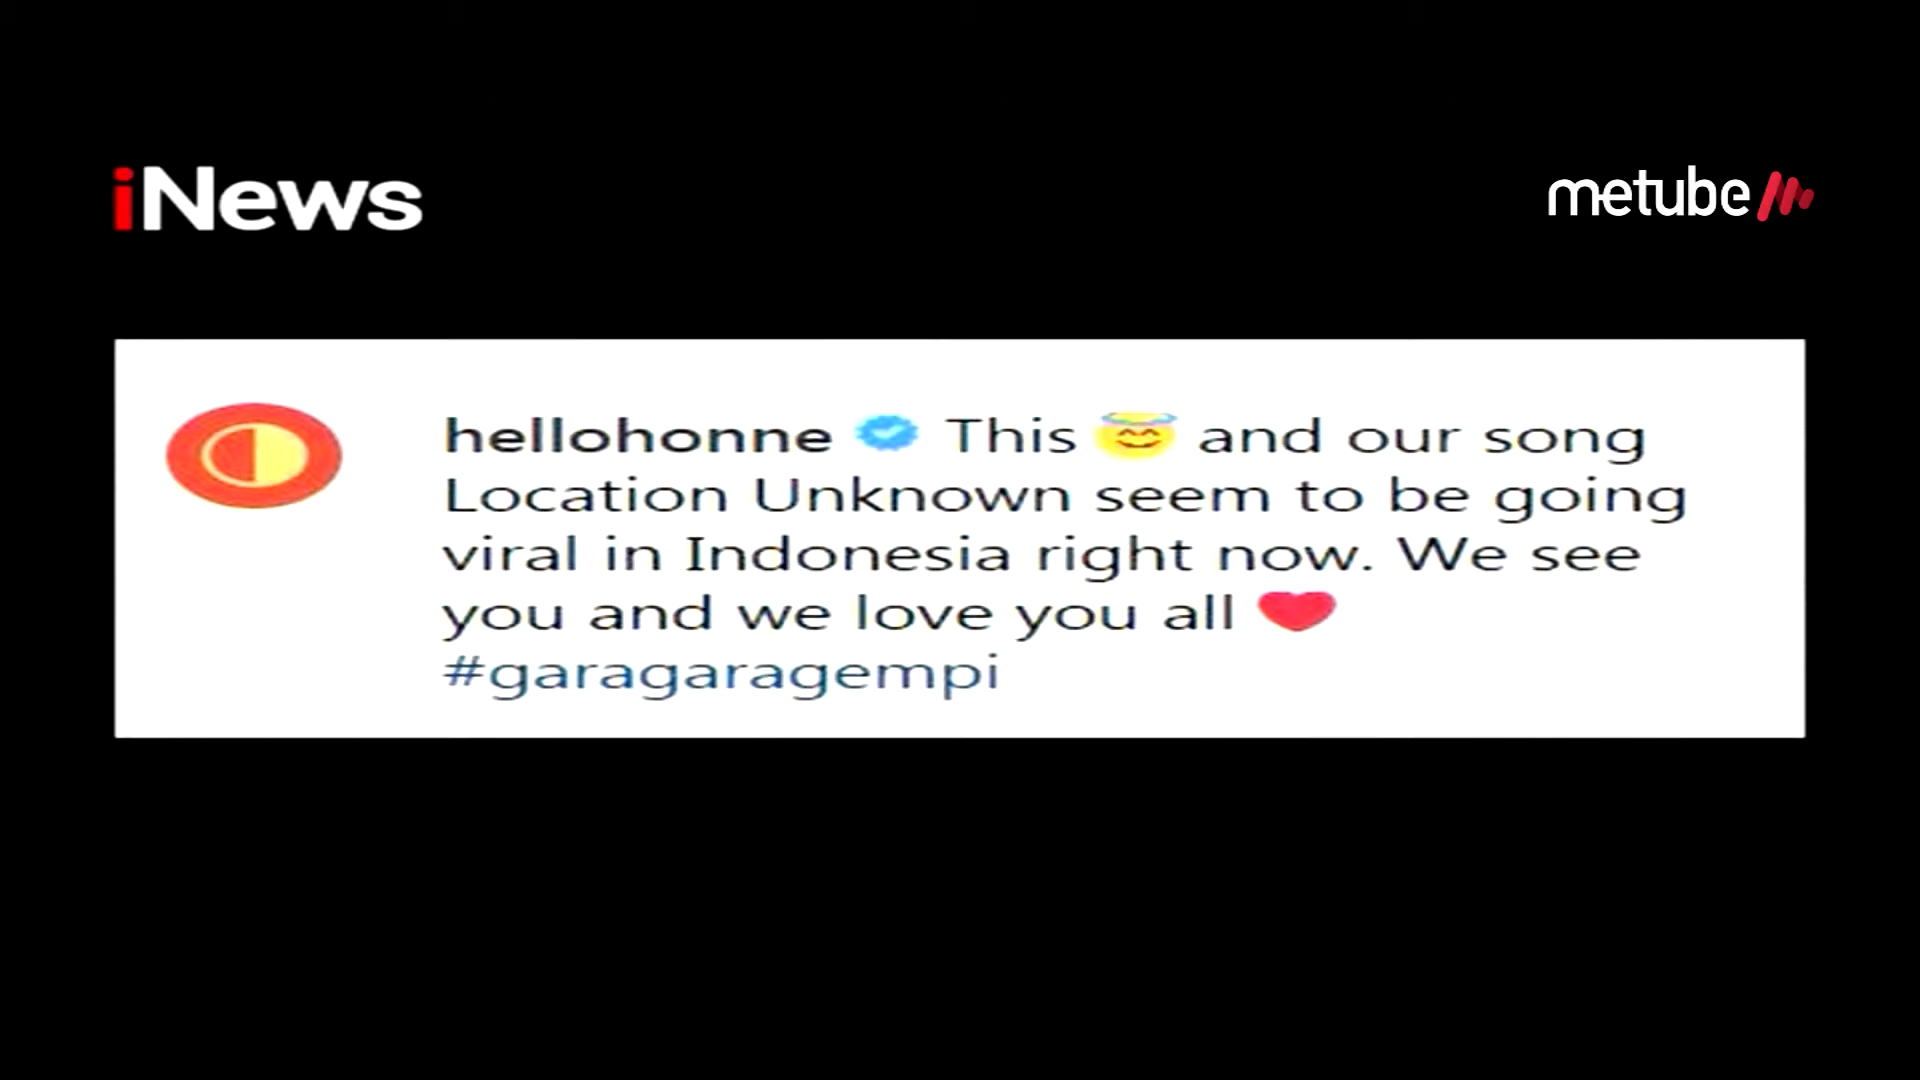 iNews
metube
hellohonne This 😇 and our song
Location Unknown seem to be going
viral in Indonesia right now. We see
you and we love you all ❤️
#garagaragempi